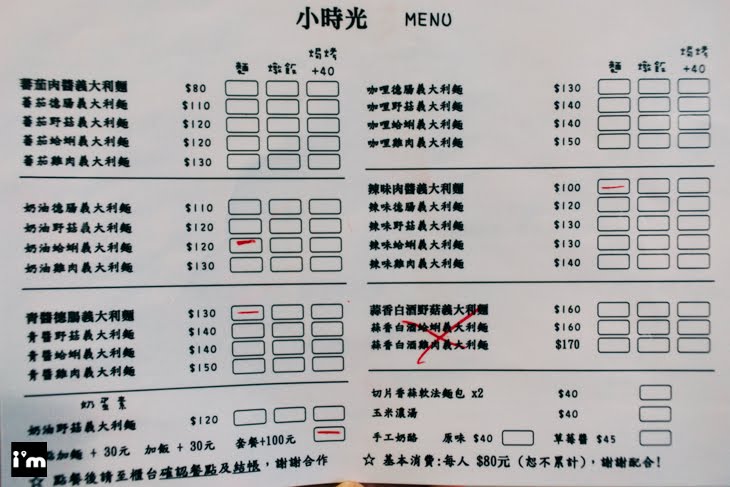 小時光 MENU
麵 燉飯 焗烤+40
蕃茄肉醬義大利麵 $80
蕃茄德腸義大利麵 $110
蕃茄野菇義大利麵 $120
蕃茄蛤蜊義大利麵 $120
蕃茄雞肉義大利麵 $130
奶油德腸義大利麵 $110
奶油野菇義大利麵 $120
奶油蛤蜊義大利麵 $120
奶油雞肉義大利麵 $130
青醬德腸義大利麵 $130
青醬野菇義大利麵 $140
青醬蛤蜊義大利麵 $140
青醬雞肉義大利麵 $150
奶蛋素
奶油野菇義大利麵 $120
加麵 + 30元 加飯 + 30元 套餐+100元
☆ 點餐後請至櫃台確認餐點及結帳，謝謝合作
麵 燉飯 焗烤+40
咖哩德腸義大利麵 $130
咖哩野菇義大利麵 $140
咖哩蛤蜊義大利麵 $140
咖哩雞肉義大利麵 $150
辣味肉醬義大利麵 $100
辣味德腸義大利麵 $120
辣味野菇義大利麵 $130
辣味蛤蜊義大利麵 $130
辣味雞肉義大利麵 $140
蒜香白酒野菇義大利麵 $160
蒜香白酒蛤蜊義大利麵 $160
蒜香白酒雞肉義大利麵 $170
切片香蒜軟法麵包 x2 $40
玉米濃湯 $40
手工奶酪 原味 $40 草莓醬 $45
☆ 基本消費:每人 $80元（恕不累計），謝謝配合!
i'm